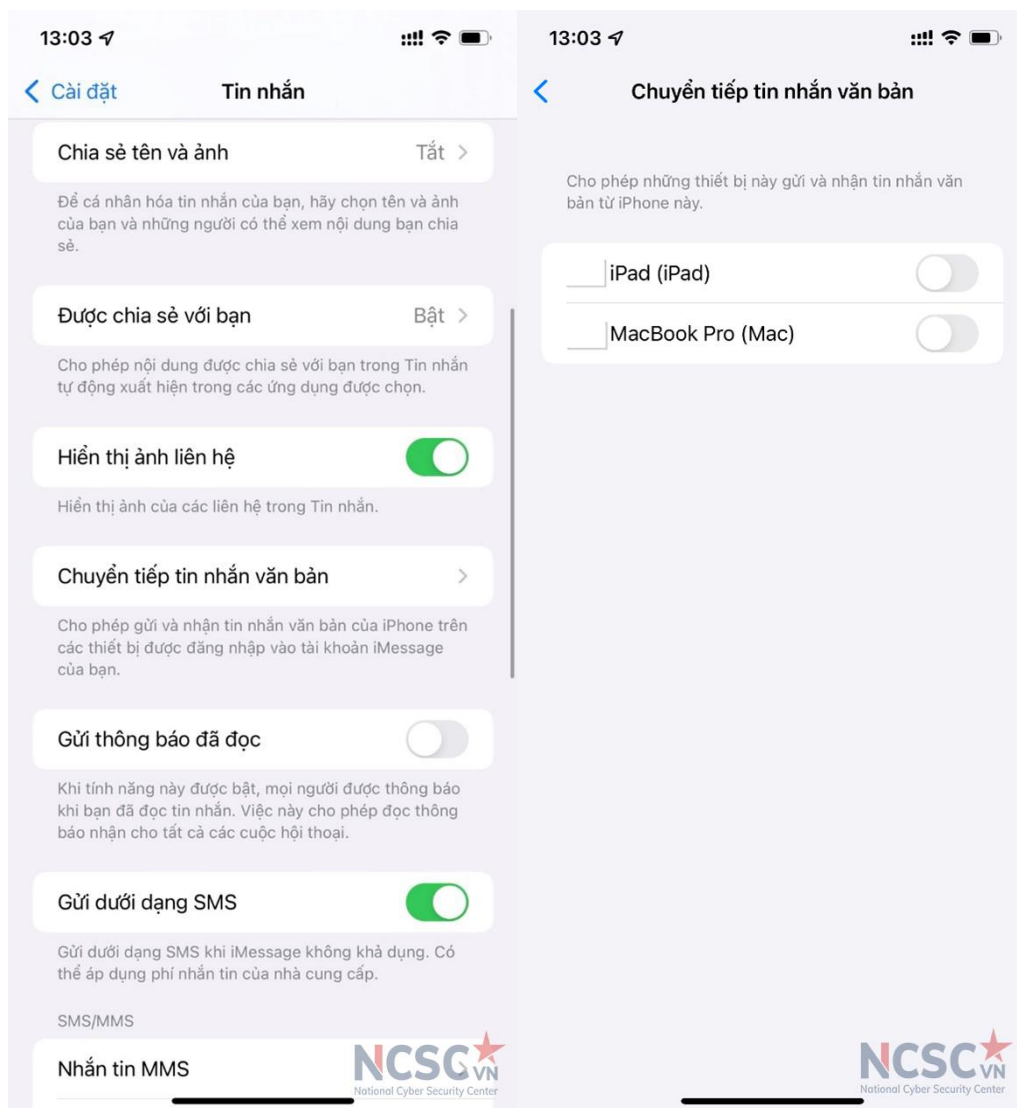 13:03
Cài đặt
Tin nhắn
Chia sẻ tên và ảnh
Tắt
Để cá nhân hóa tin nhắn của bạn, hãy chọn tên và ảnh
của bạn và những người có thể xem nội dung bạn chia
sẻ.
Được chia sẻ với bạn
Bật
Cho phép nội dung được chia sẻ với bạn trong Tin nhắn
tự động xuất hiện trong các ứng dụng được chọn.
Hiển thị ảnh liên hệ
Hiển thị ảnh của các liên hệ trong Tin nhắn.
Chuyển tiếp tin nhắn văn bản
Cho phép gửi và nhận tin nhắn văn bản của iPhone trên
các thiết bị được đăng nhập vào tài khoản iMessage
của bạn.
Gửi thông báo đã đọc
Khi tính năng này được bật, mọi người được thông báo
khi bạn đã đọc tin nhắn. Việc này cho phép đọc thông
báo nhận cho tất cả các cuộc hội thoại.
Gửi dưới dạng SMS
Gửi dưới dạng SMS khi iMessage không khả dụng. Có
thể áp dụng phí nhắn tin của nhà cung cấp.
SMS/MMS
Nhắn tin MMS
NCSC VN
National Cyber Security Center
13:03
Chuyển tiếp tin nhắn văn bản
Cho phép những thiết bị này gửi và nhận tin nhắn văn
bản từ iPhone này.
iPad (iPad)
MacBook Pro (Mac)
NCSC VN
National Cyber Security Center